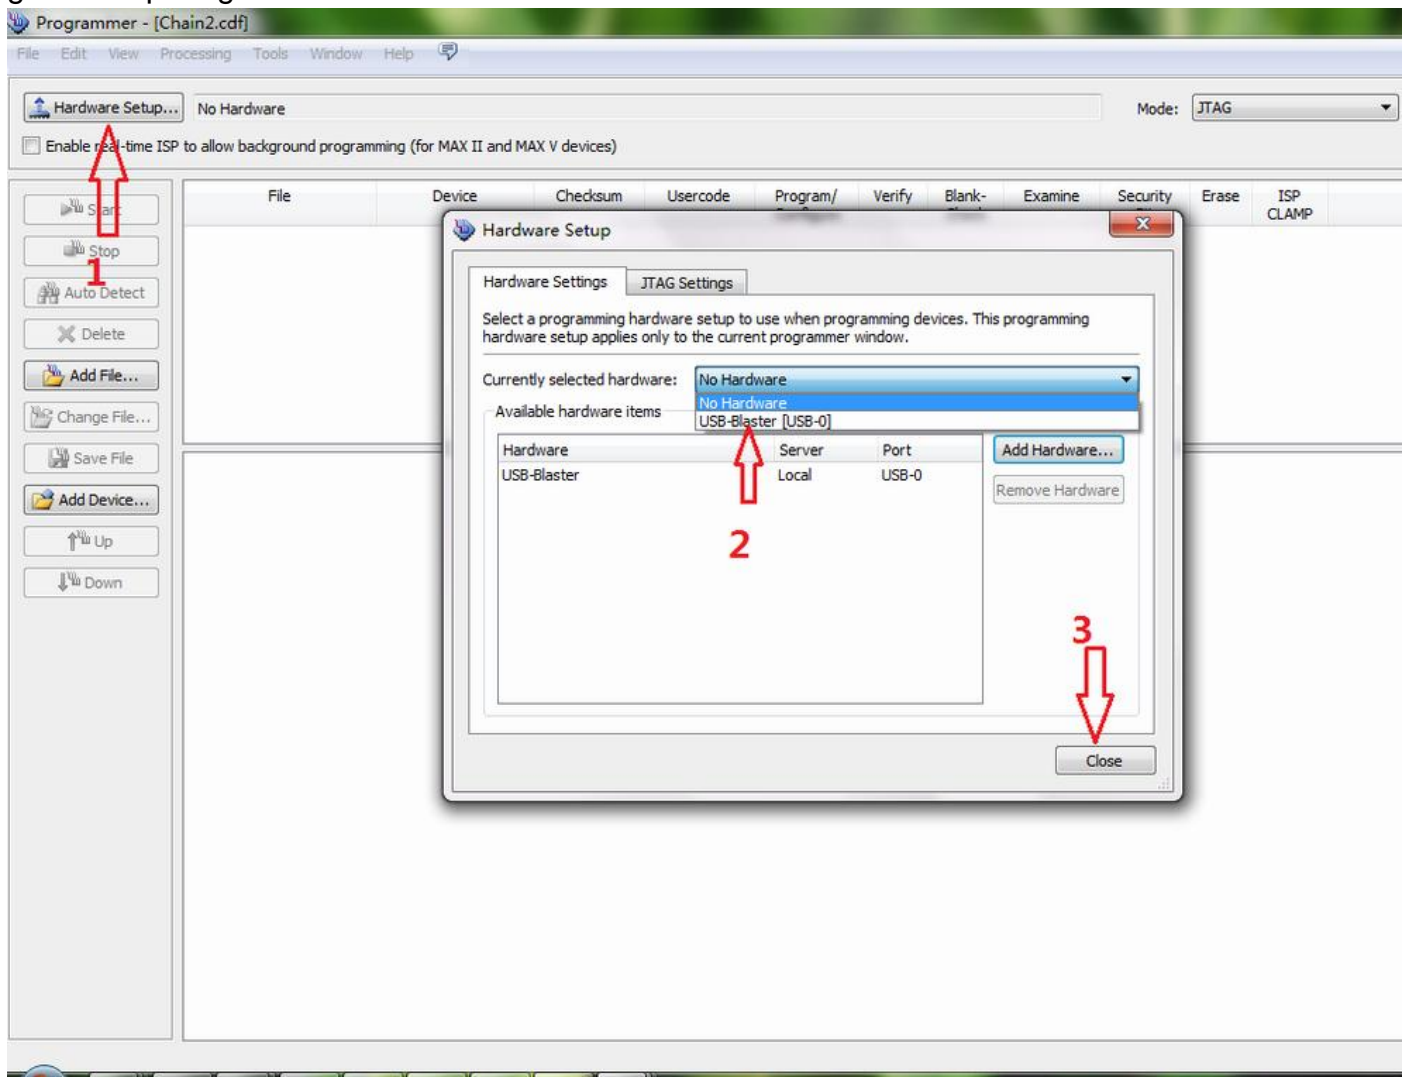 Programmer - [Chain2.cdf]
File Edit View Processing Tools Window Help
Hardware Setup... No Hardware Mode: JTAG
Enable real-time ISP to allow background programming (for MAX II and MAX V devices)
File Device Checksum Usercode Program/ Verify Blank- Examine Security Erase ISP
CLAMP
Start
Stop
1
Auto Detect
Delete
Add File...
Change File...
Save File
Add Device...
Up
Down
Hardware Setup
Hardware Settings JTAG Settings
Select a programming hardware setup to use when programming devices. This programming
hardware setup applies only to the current programmer window.
Currently selected hardware: No Hardware
No Hardware
USB-Blaster [USB-0]
Available hardware items
Hardware Server Port
USB-Blaster Local USB-0
Add Hardware...
Remove Hardware
2
3
Close